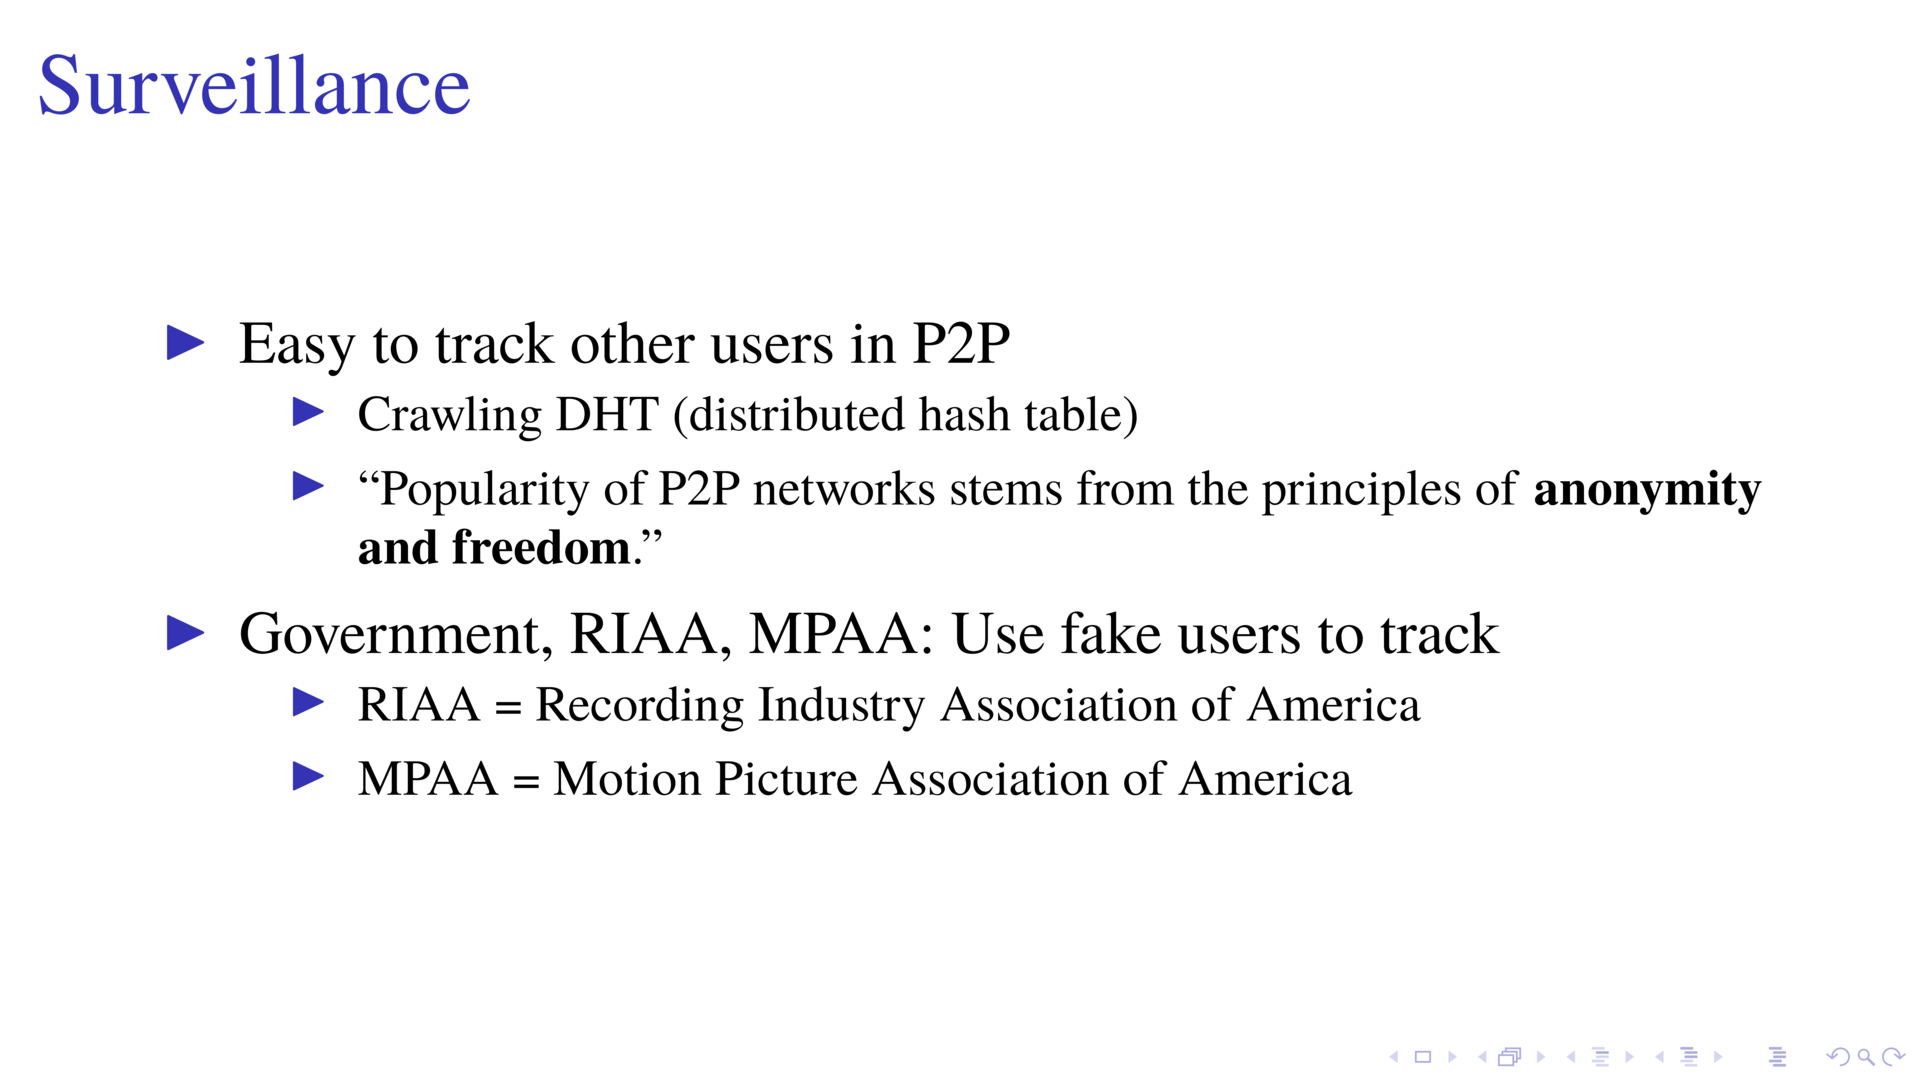 Surveillance
Easy to track other users in P2P
Crawling DHT (distributed hash table)
“Popularity of P2P networks stems from the principles of anonymity
and freedom.”
Government, RIAA, MPAA: Use fake users to track
RIAA = Recording Industry Association of America
MPAA = Motion Picture Association of America